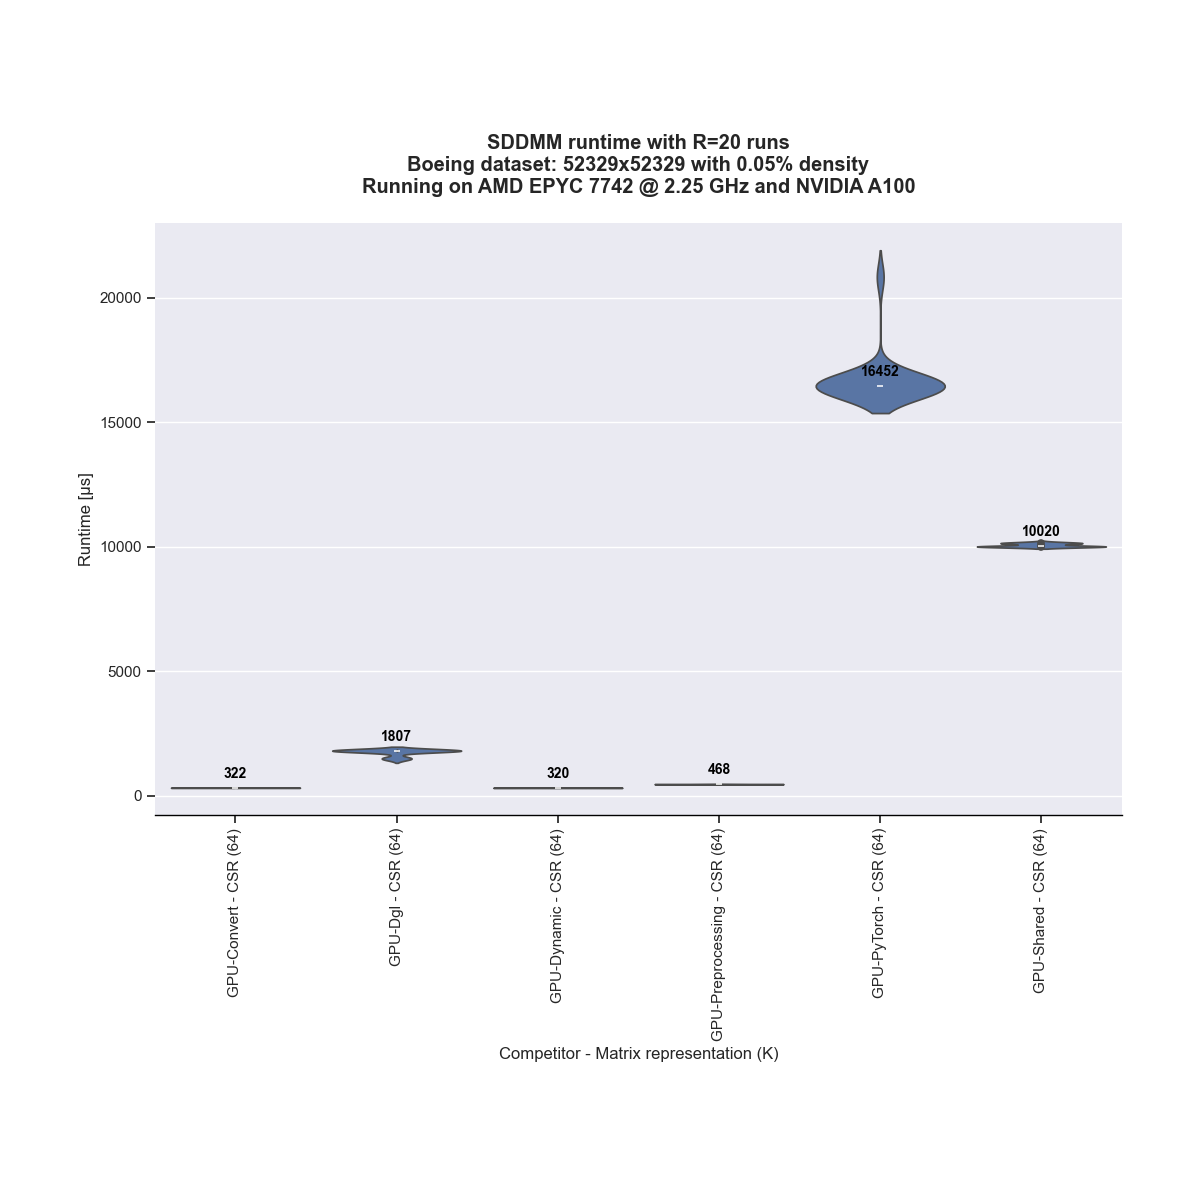 SDDMM runtime with R=20 runs
Boeing dataset: 52329x52329 with 0.05% density
Running on AMD EPYC 7742 @ 2.25 GHz and NVIDIA A100
Runtime [µs]
20000
15000
10000
5000
0
322
1807
320
468
16452
10020
GPU-Convert - CSR (64)
GPU-Dgl - CSR (64)
GPU-Dynamic - CSR (64)
GPU-Preprocessing - CSR (64)
GPU-PyTorch - CSR (64)
GPU-Shared - CSR (64)
Competitor - Matrix representation (K)